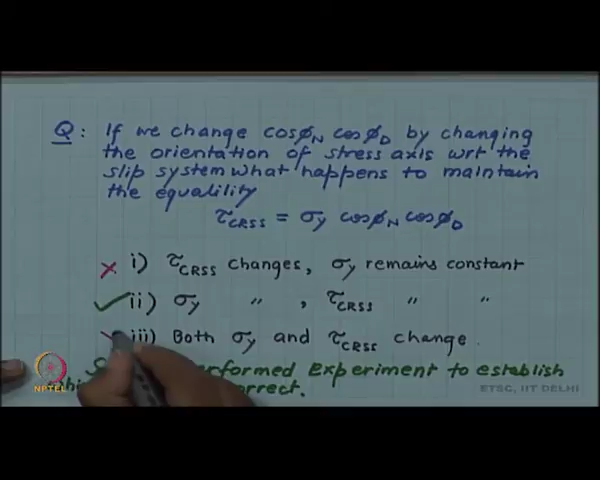 Q: If we change cosϕN cosϕD by changing
the orientation of stress axis wrt the
slip system what happens to maintain
the equalility
τCRSS = σy cosϕN cosϕD
i) τCRSS changes, σy remains constant
ii) σy " , τCRSS " "
iii) Both σy and τCRSS change.
S performed Experiment to establish
correct.
NPTEL
ETSC, IIT DELHI